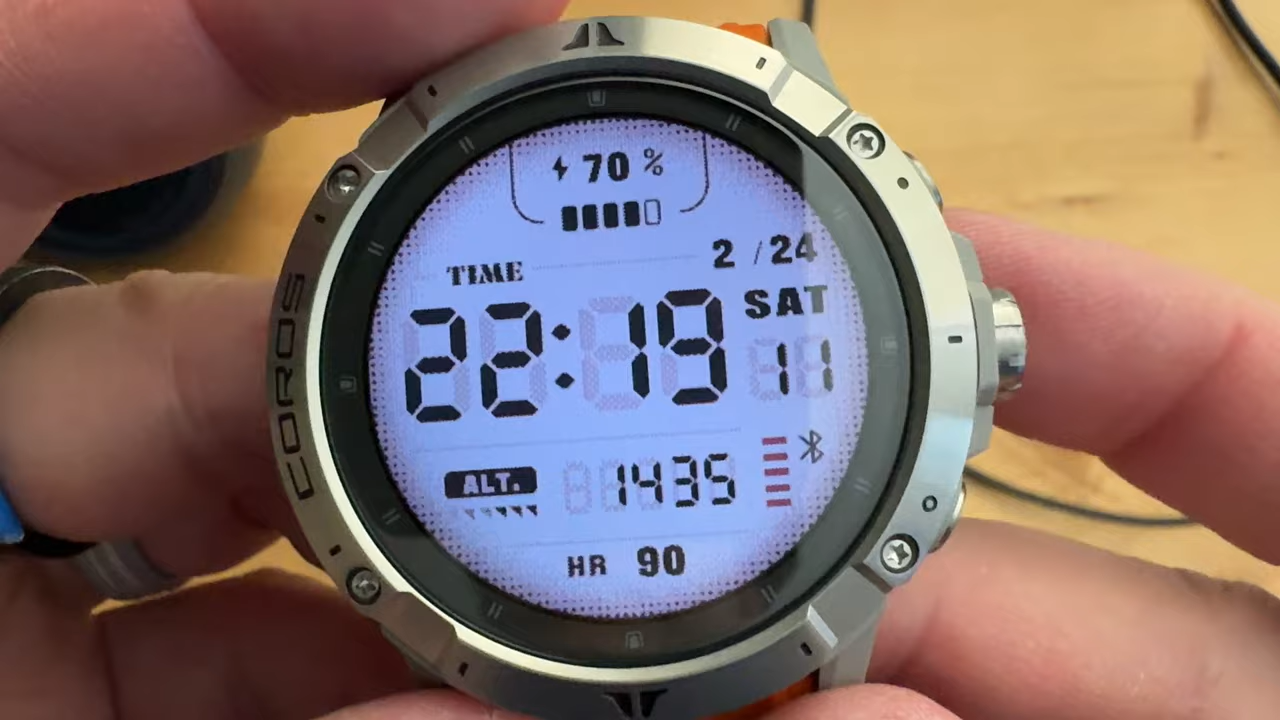 70 %
2 / 24
TIME
SAT
22:19
11
ALT. 1435
HR 90
COROS